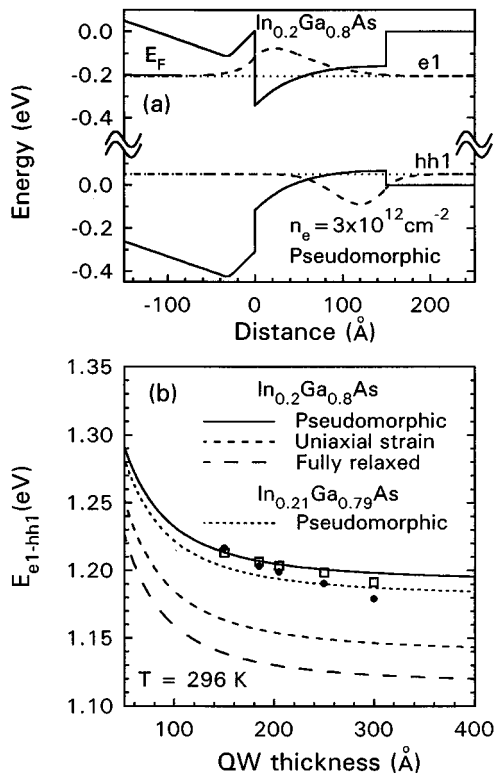 In0.2Ga0.8As
0.0
EF
e1
-0.2
(a)
-0.4
Energy (eV)
hh1
0.0
-0.2
ne = 3x10^12 cm^-2
Pseudomorphic
-0.4
-100 0 100 200
Distance (Å)
1.35
(b)
In0.2Ga0.8As
Pseudomorphic
1.30
Uniaxial strain
Fully relaxed
In0.21Ga0.79As
1.25
Pseudomorphic
Ee1-hh1(eV)
1.20
1.15
T = 296 K
1.10
100 200 300 400
QW thickness (Å)